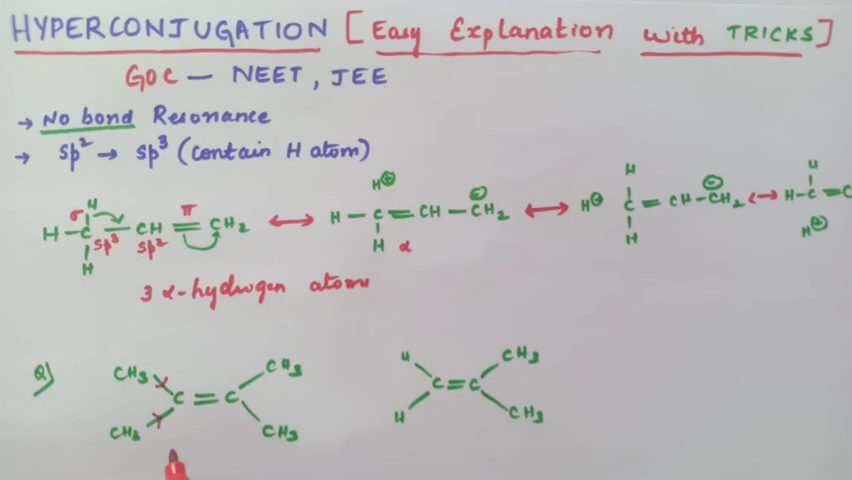 HYPERCONJUGATION [Easy Explanation with TRICKS]
GOC — NEET, JEE
→ No bond Resonance
→ sp² → sp³ (contain H atom)
H⊕ ⊖ H ⊖ H
σ H π
H–C–CH=CH₂ ↔ H–C=CH–CH₂ ↔ H⊕ C=CH–CH₂ ↔ H–C=C
sp³ sp²
H H α H H⊕
3 α-hydrogen atoms
Q) CH₃ CH₃ H CH₃
C=C C=C
CH₃ CH₃ H CH₃